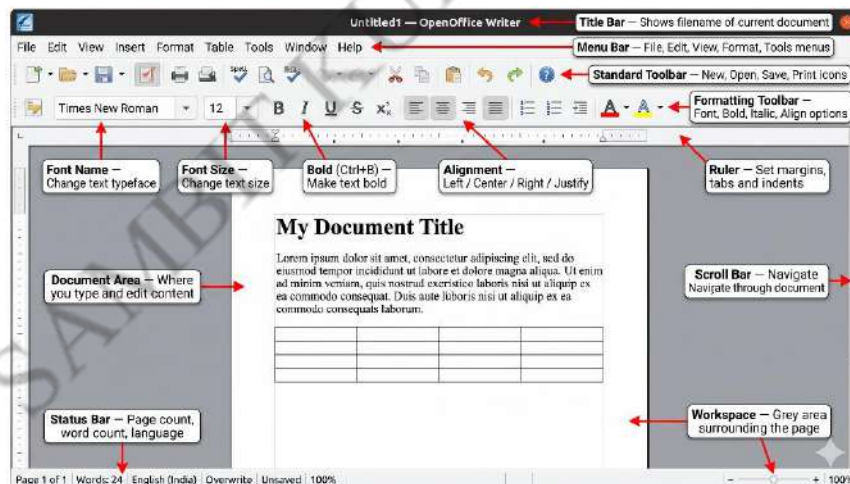 Untitled1 — OpenOffice Writer
Title Bar — Shows filename of current document
File Edit View Insert Format Table Tools Window Help
Menu Bar — File, Edit, View, Format, Tools menus
Standard Toolbar — New, Open, Save, Print icons
Times New Roman 12 B I U S
Formatting Toolbar —
Font, Bold, Italic, Align options
Font Name —
Change text typeface
Font Size —
Change text size
Bold (Ctrl+B) —
Make text bold
Alignment —
Left / Center / Right / Justify
Ruler — Set margins,
tabs and indents
My Document Title
Lorem ipsum dolor sit amet, consectetur adipiscing elit, sed do
eiusmod tempor incididunt ut labore et dolore magna aliqua. Ut enim
ad minim veniam, quis nostrud exeristico laboris nisi ut aliquip ex
ea commodo consequat. Duis aute lüboris nisi ut aliquip ex ea
commodo consequats laborum.
Document Area — Where
you type and edit content
Scroll Bar — Navigate
Navigate through document
Status Bar — Page count,
word count, language
Workspace — Grey area
surrounding the page
Page 1 of 1 Words: 24 English (India) Overwrite Unsaved 100%
100%
SAMBIT